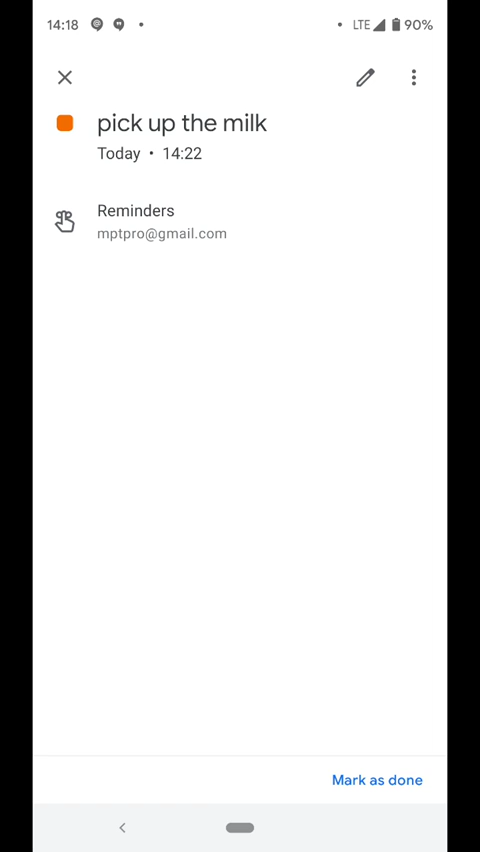 14:18 LTE 90%
pick up the milk
Today • 14:22
Reminders
mptpro@gmail.com
Mark as done